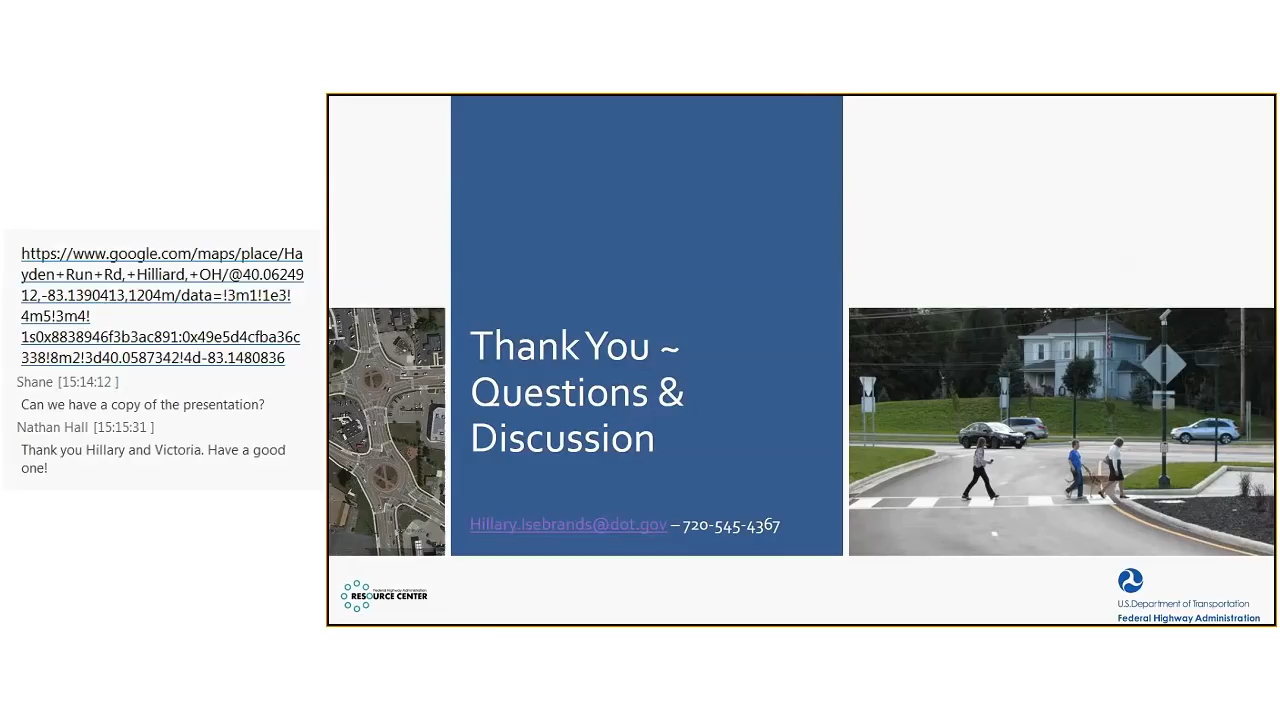 https://www.google.com/maps/place/Ha
yden+Run+Rd,+Hilliard,+OH/@40.06249
12,-83.1390413,1204m/data=!3m1!1e3!
4m5!3m4!
1s0x8838946f3b3ac891:0x49e5d4cfba36c
338!8m2!3d40.0587342!4d-83.1480836
Shane [15:14:12 ]
Can we have a copy of the presentation?
Nathan Hall [15:15:31 ]
Thank you Hillary and Victoria. Have a good
one!
Thank You ~
Questions &
Discussion
Hillary.Isebrands@dot.gov – 720-545-4367
Federal Highway Administration
RESOURCE CENTER
U.S.Department of Transportation
Federal Highway Administration